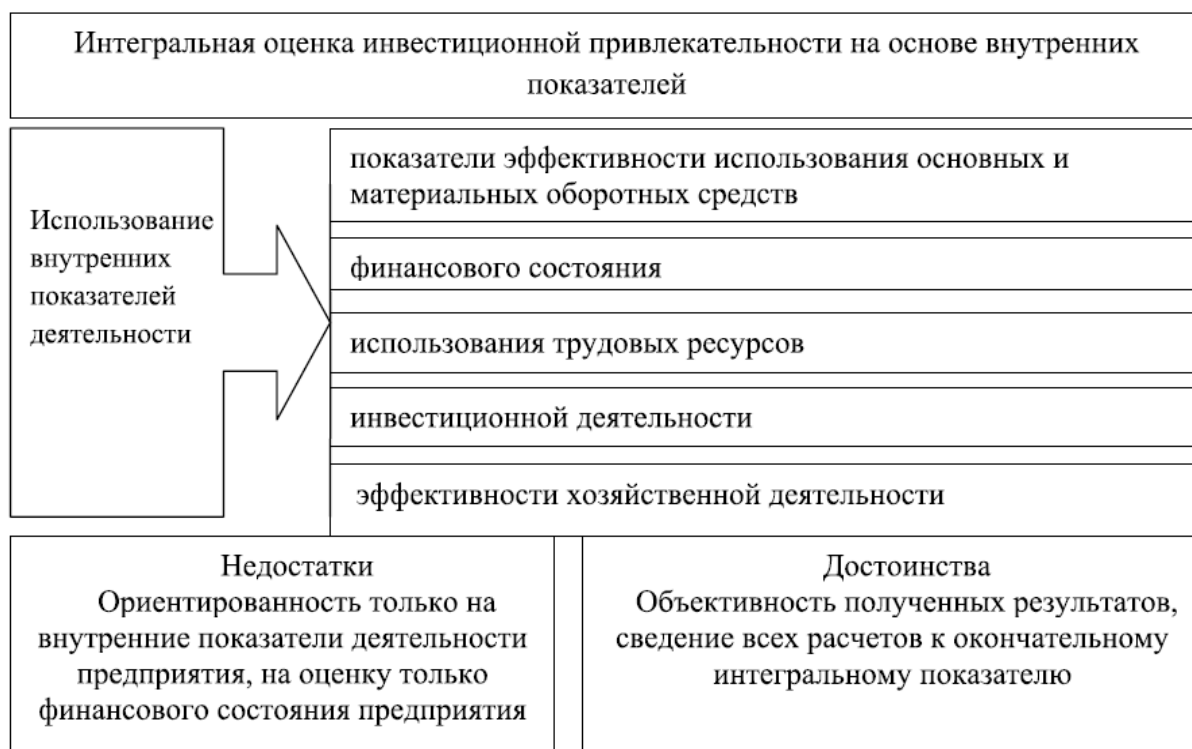 Интегральная оценка инвестиционной привлекательности на основе внутренних
показателей
Использование
внутренних
показателей
деятельности
показатели эффективности использования основных и
материальных оборотных средств
финансового состояния
использования трудовых ресурсов
инвестиционной деятельности
эффективности хозяйственной деятельности
Недостатки
Ориентированность только на
внутренние показатели деятельности
предприятия, на оценку только
финансового состояния предприятия
Достоинства
Объективность полученных результатов,
сведение всех расчетов к окончательному
интегральному показателю